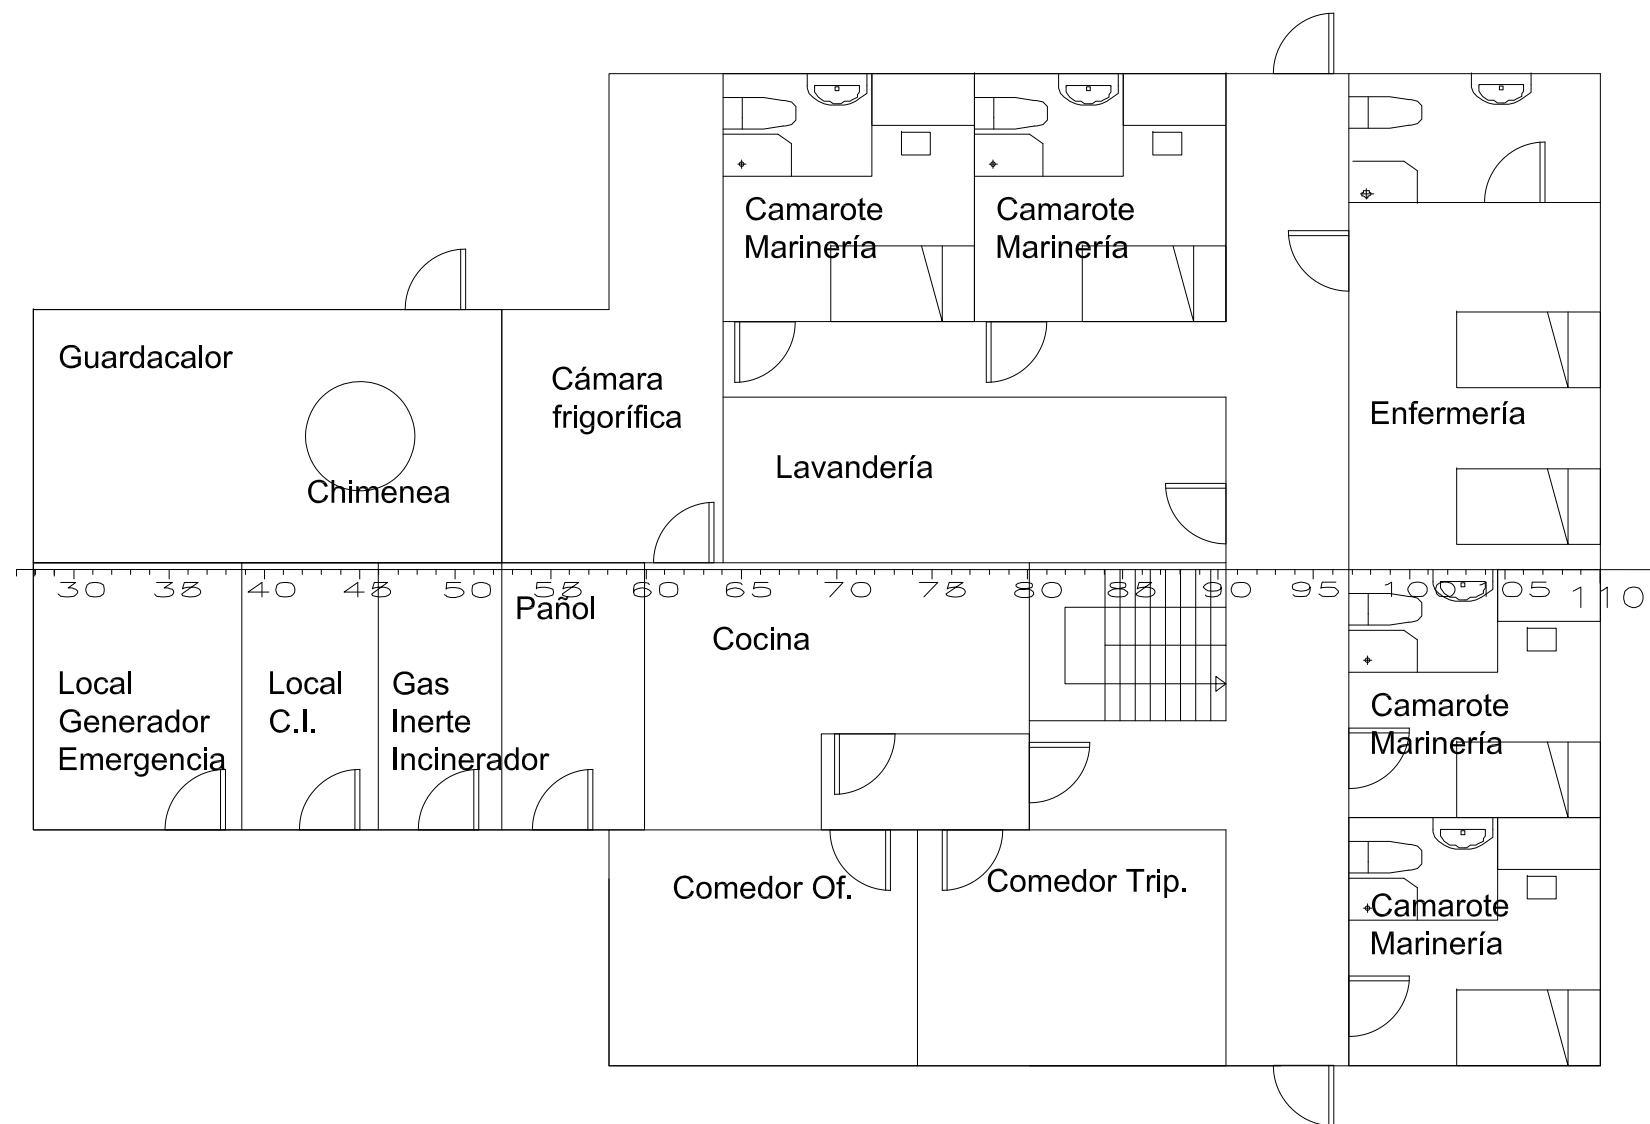 Camarote
Marinería
Camarote
Marinería
Guardacalor
Cámara
frigorífica
Enfermería
Lavandería
Chimenea
30 35 40 45 50 55 60 65 70 75 80 85 90 95 100 105 110
Pañol
Cocina
Local
Generador
Emergencia
Local
C.I.
Gas
Inerte
Incinerador
Camarote
Marinería
Comedor Of.
Comedor Trip.
Camarote
Marinería